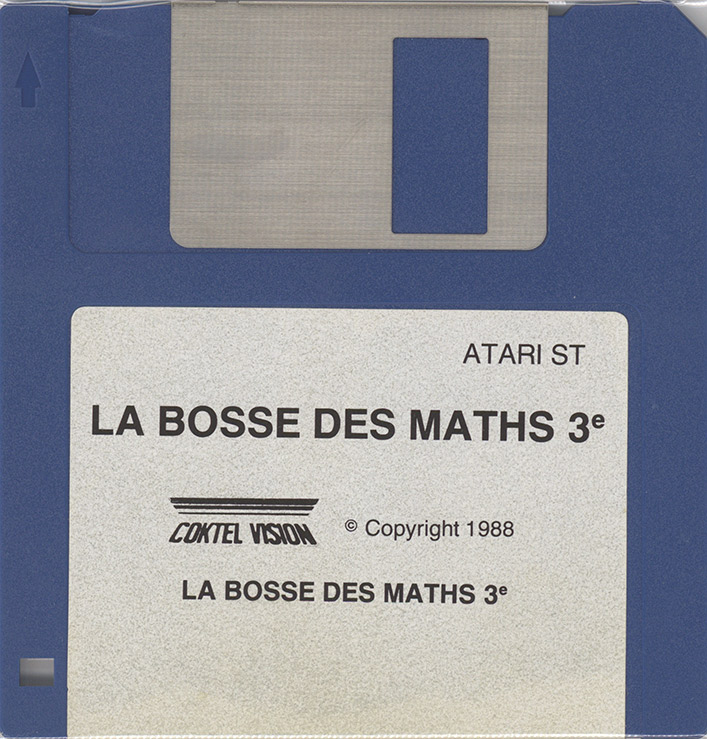 ATARI ST
LA BOSSE DES MATHS 3ᵉ
COKTEL VISION © Copyright 1988
LA BOSSE DES MATHS 3ᵉ